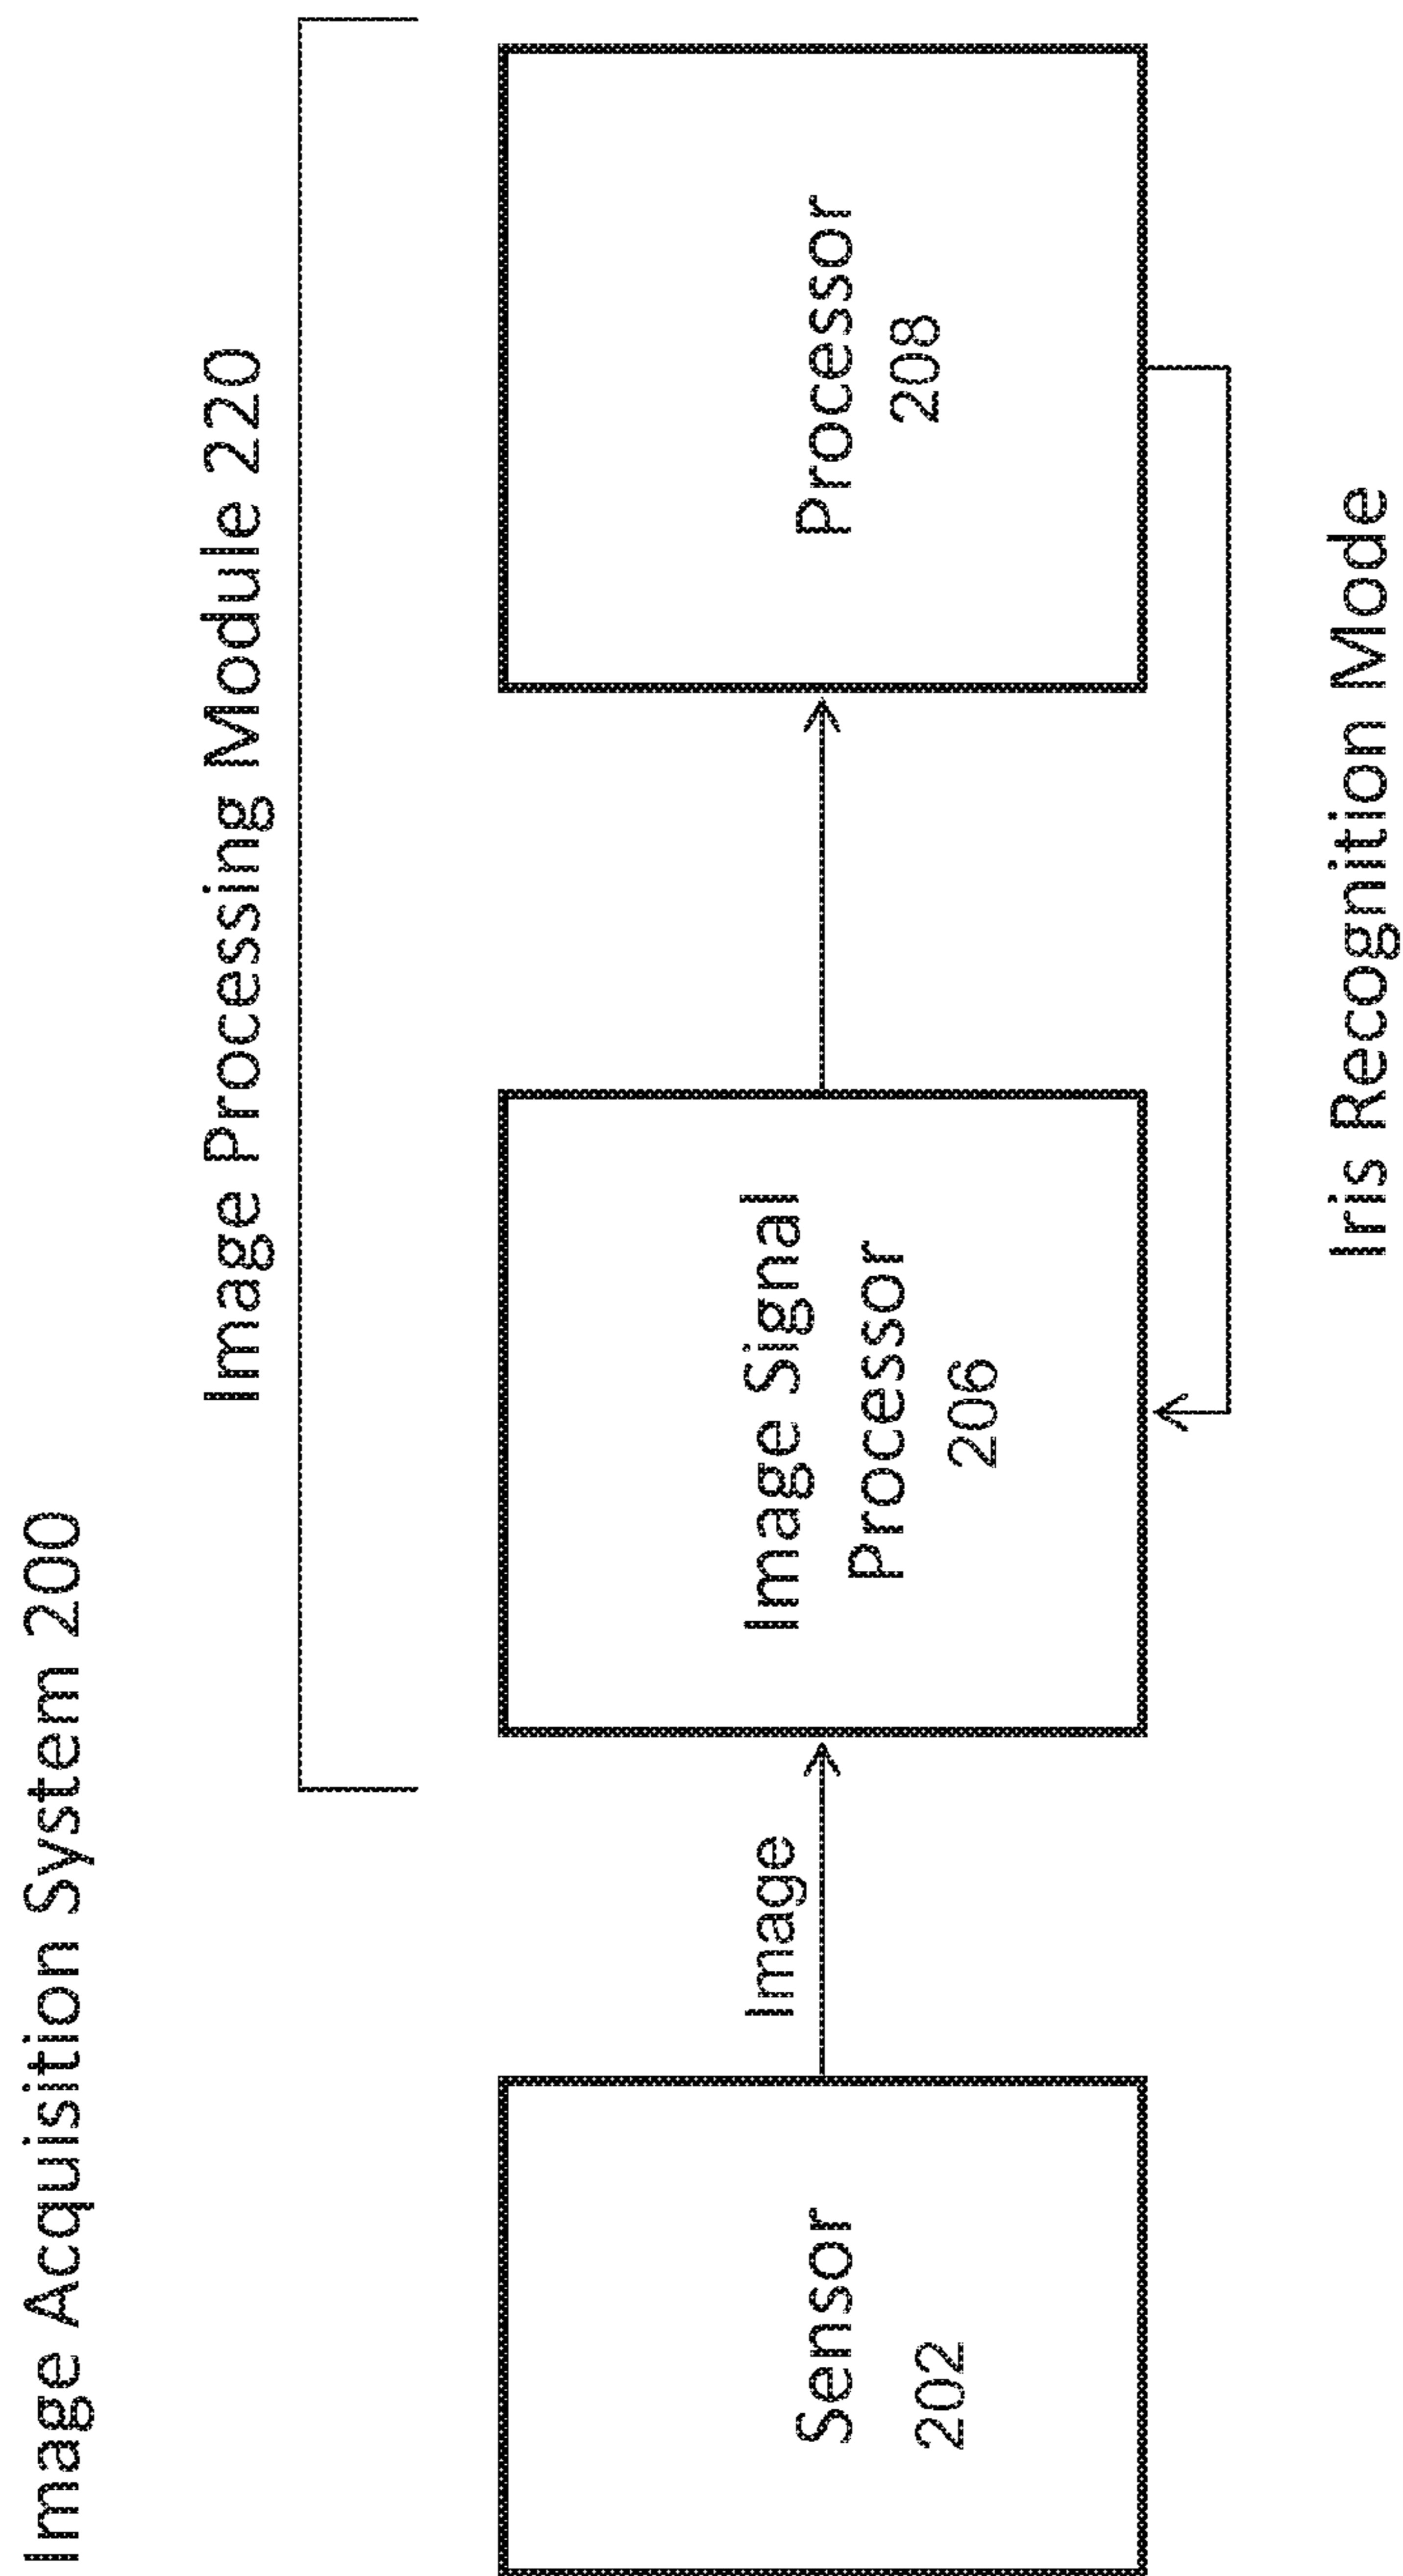 Image Acquisition System 200
Image Processing Module 220
Sensor
202
Image
Image Signal
Processor
206
Processor
208
Iris Recognition Mode